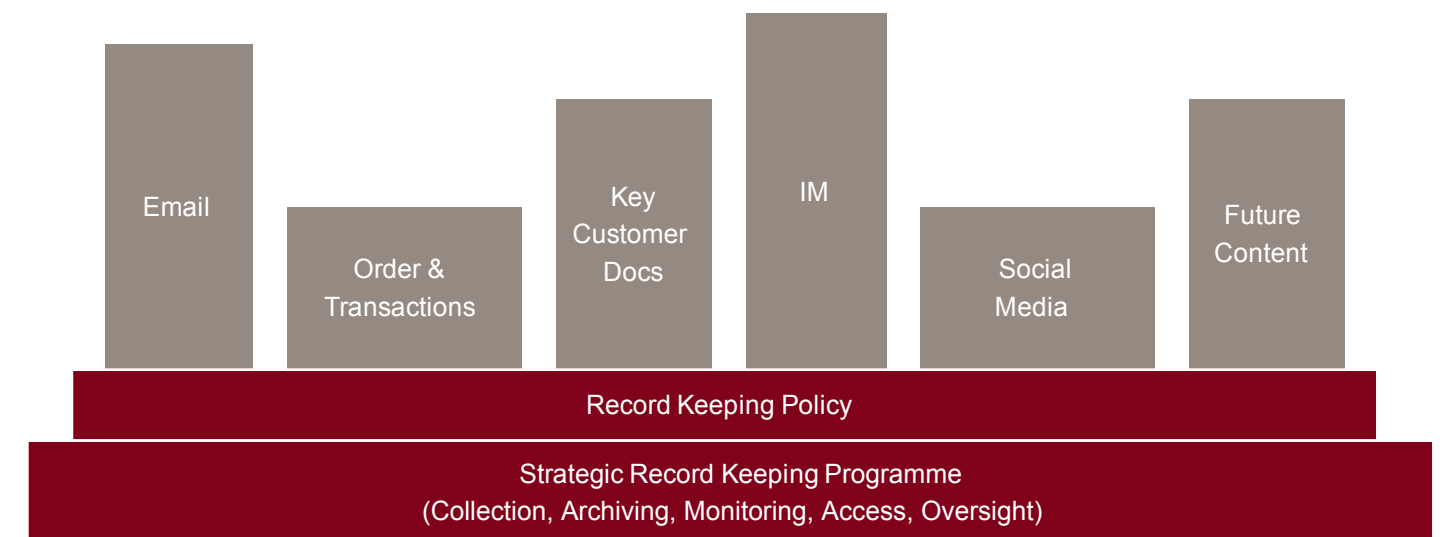 Email
Order &
Transactions
Key
Customer
Docs
IM
Social
Media
Future
Content
Record Keeping Policy
Strategic Record Keeping Programme
(Collection, Archiving, Monitoring, Access, Oversight)